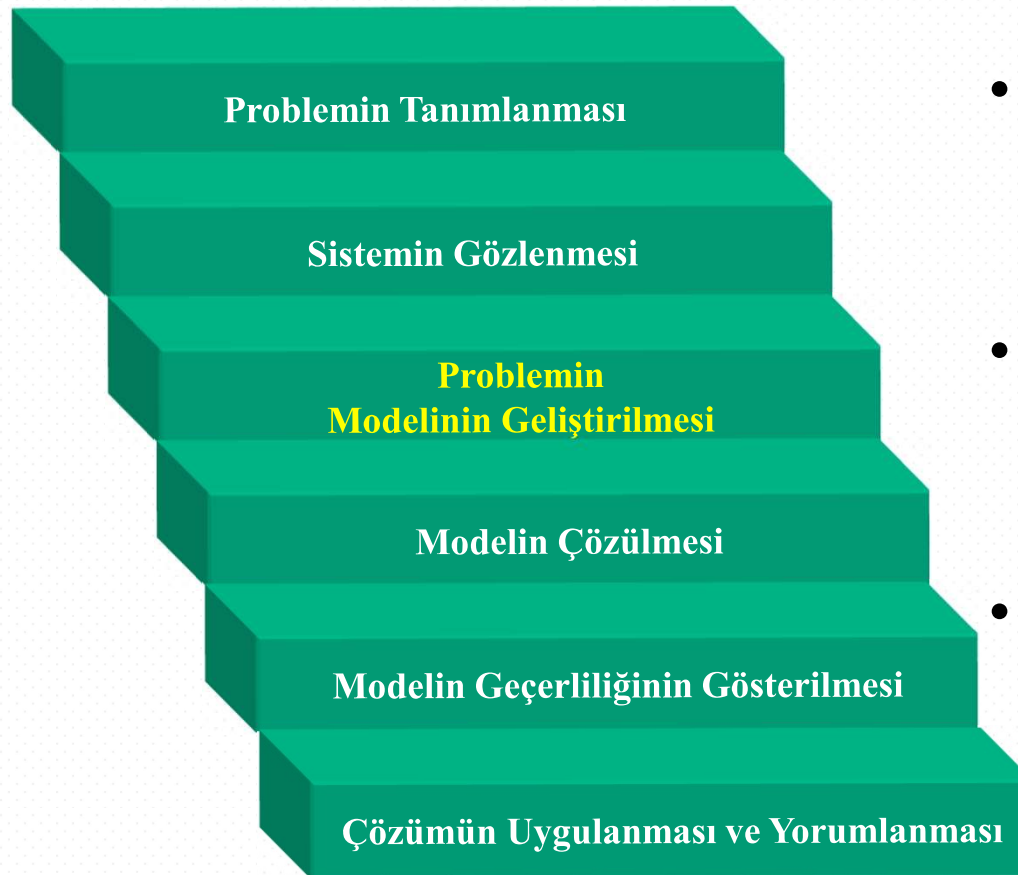 Problemin Tanımlanması
Sistemin Gözlenmesi
Problemin
Modelinin Geliştirilmesi
Modelin Çözülmesi
Modelin Geçerliliğinin Gösterilmesi
Çözümün Uygulanması ve Yorumlanması